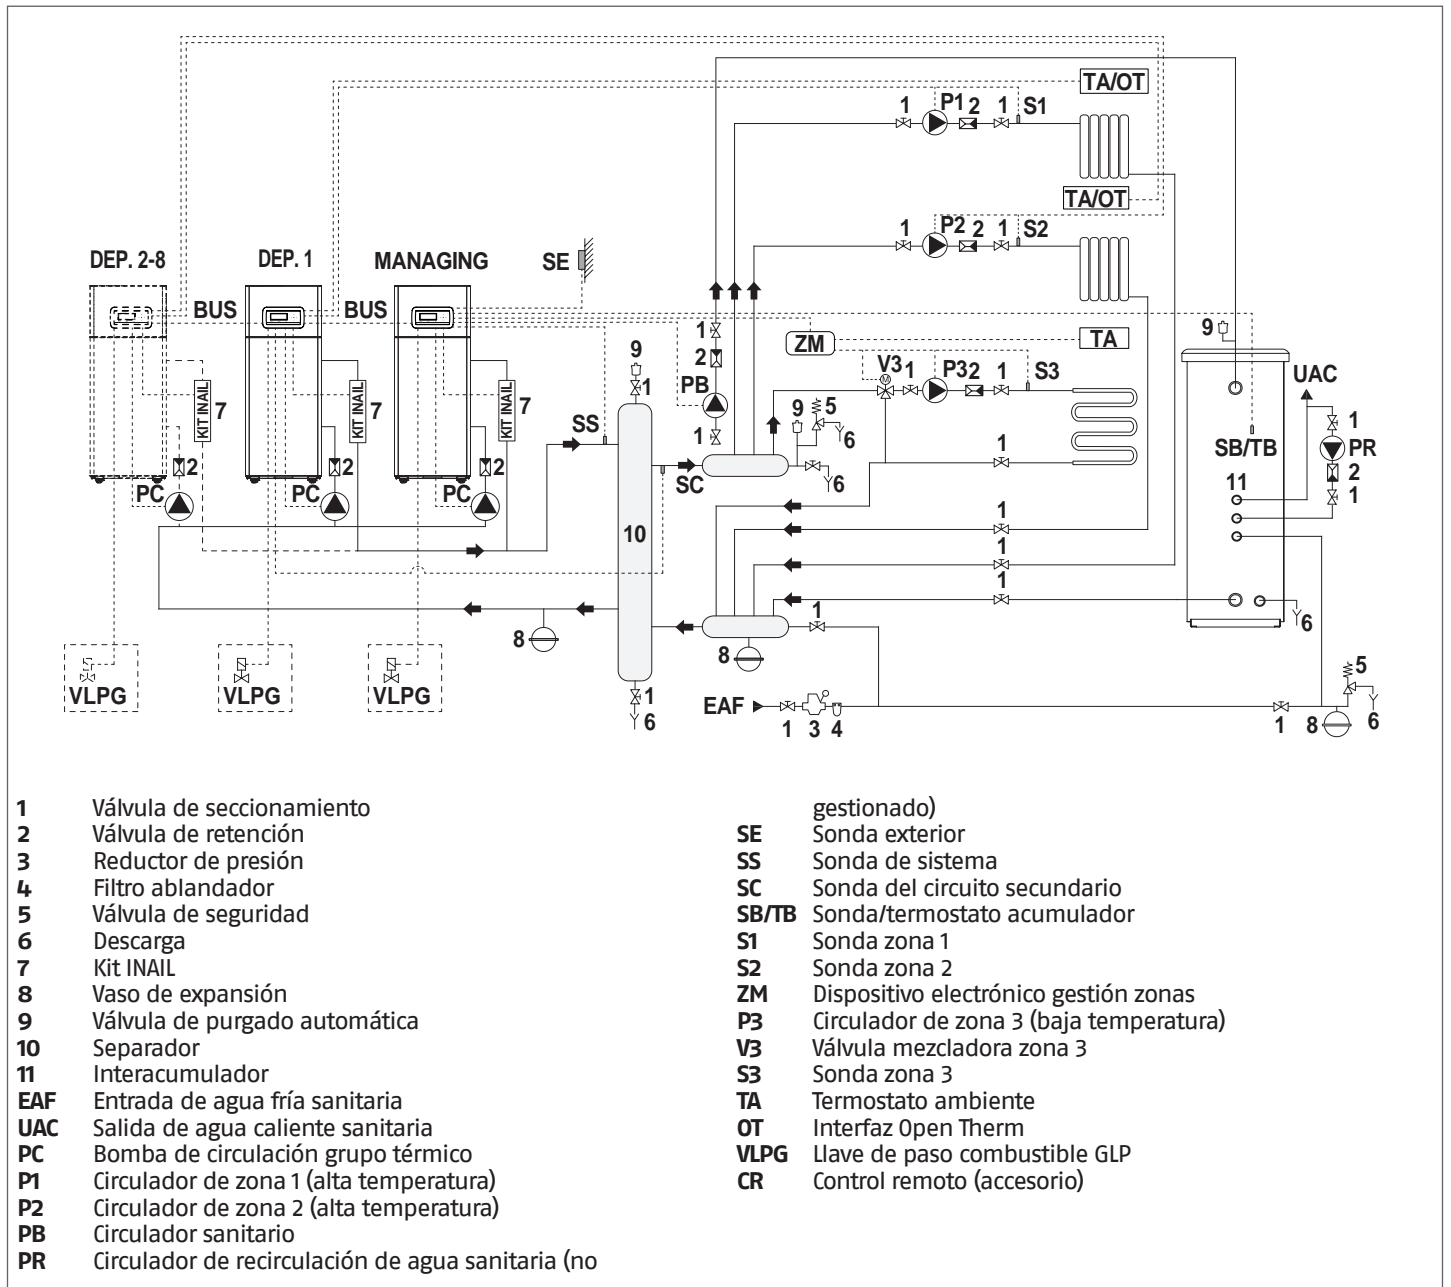 TA/OT
1 P1 2 1 S1
TA/OT
1 P2 2 1 S2
DEP. 2-8 DEP. 1 MANAGING SE
BUS BUS
1
ZM TA
9
2
9
V3 1 P3 2 1 S3
UAC
1
PB
KIT INAIL KIT INAIL KIT INAIL
7 7 7
9 5
SS
1
6
1
1
SB/TB PR
2 2 2
SC 6
2
11
PC PC PC
1
1
10
1
1
1
8
8
6
5
VLPG VLPG VLPG
1
EAF
6
1 3 4
1 8 6
1 Válvula de seccionamiento
2 Válvula de retención
3 Reductor de presión
4 Filtro ablandador
5 Válvula de seguridad
6 Descarga
7 Kit INAIL
8 Vaso de expansión
9 Válvula de purgado automática
10 Separador
11 Interacumulador
EAF Entrada de agua fría sanitaria
UAC Salida de agua caliente sanitaria
PC Bomba de circulación grupo térmico
P1 Circulador de zona 1 (alta temperatura)
P2 Circulador de zona 2 (alta temperatura)
PB Circulador sanitario
PR Circulador de recirculación de agua sanitaria (no
gestionado)
SE Sonda exterior
SS Sonda de sistema
SC Sonda del circuito secundario
SB/TB Sonda/termostato acumulador
S1 Sonda zona 1
S2 Sonda zona 2
ZM Dispositivo electrónico gestión zonas
P3 Circulador de zona 3 (baja temperatura)
V3 Válvula mezcladora zona 3
S3 Sonda zona 3
TA Termostato ambiente
OT Interfaz Open Therm
VLPG Llave de paso combustible GLP
CR Control remoto (accesorio)